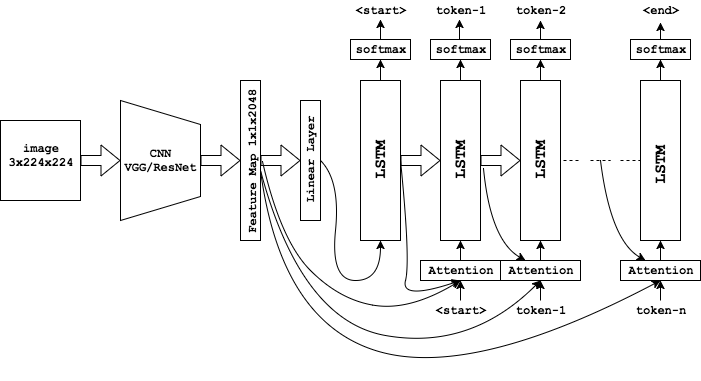 <start> token-1 token-2 <end>
softmax softmax softmax softmax
image
3x224x224
CNN
VGG/ResNet
Feature Map 1x1x2048
Linear Layer
LSTM LSTM LSTM LSTM
Attention Attention Attention
<start> token-1 token-n